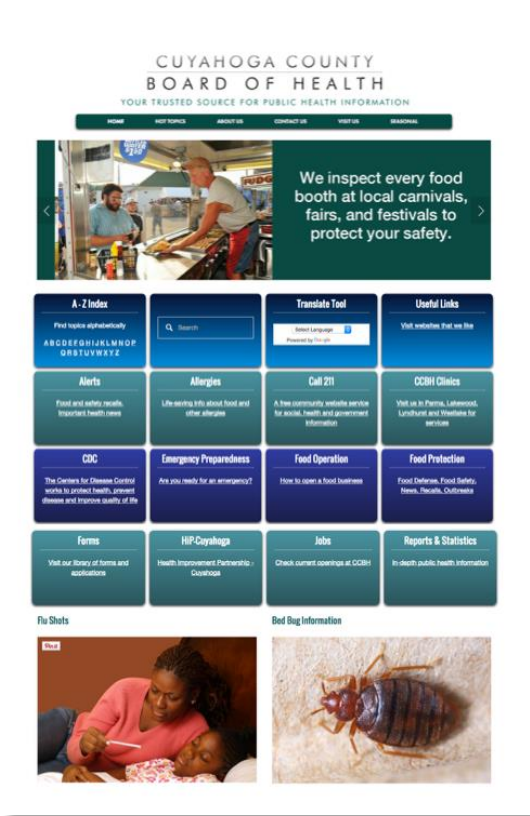 CUYAHOGA COUNTY
BOARD OF HEALTH
YOUR TRUSTED SOURCE FOR PUBLIC HEALTH INFORMATION
HOME HOT TOPICS ABOUT US CONTACT US VISIT US SEASONAL
We inspect every food
booth at local carnivals,
fairs, and festivals to
protect your safety.
A - Z Index
Find topics alphabetically
A B C D E F G H I J K L M N O P
Q R S T U V W X Y Z
Search
Translate Tool
Select Language
Powered by Google
Useful Links
Visit websites that we like
Alerts
Food and safety recalls,
important health news
Allergies
Life-saving info about food and
other allergies
Call 211
A free community website service
for social, health and government
information
CCBH Clinics
Visit us in Parma, Lakewood,
Lyndhurst and Westlake for
services
CDC
The Centers for Disease Control
works to protect health, prevent
disease and improve quality of life
Emergency Preparedness
Are you ready for an emergency?
Food Operation
How to open a food business
Food Protection
Food Defense, Food Safety,
News, Recalls, Outbreaks
Forms
Visit our library of forms and
applications
HiP-Cuyahoga
Health Improvement Partnership -
Cuyahoga
Jobs
Check current openings at CCBH
Reports & Statistics
In-depth public health information
Flu Shots
Bed Bug Information
Pin it